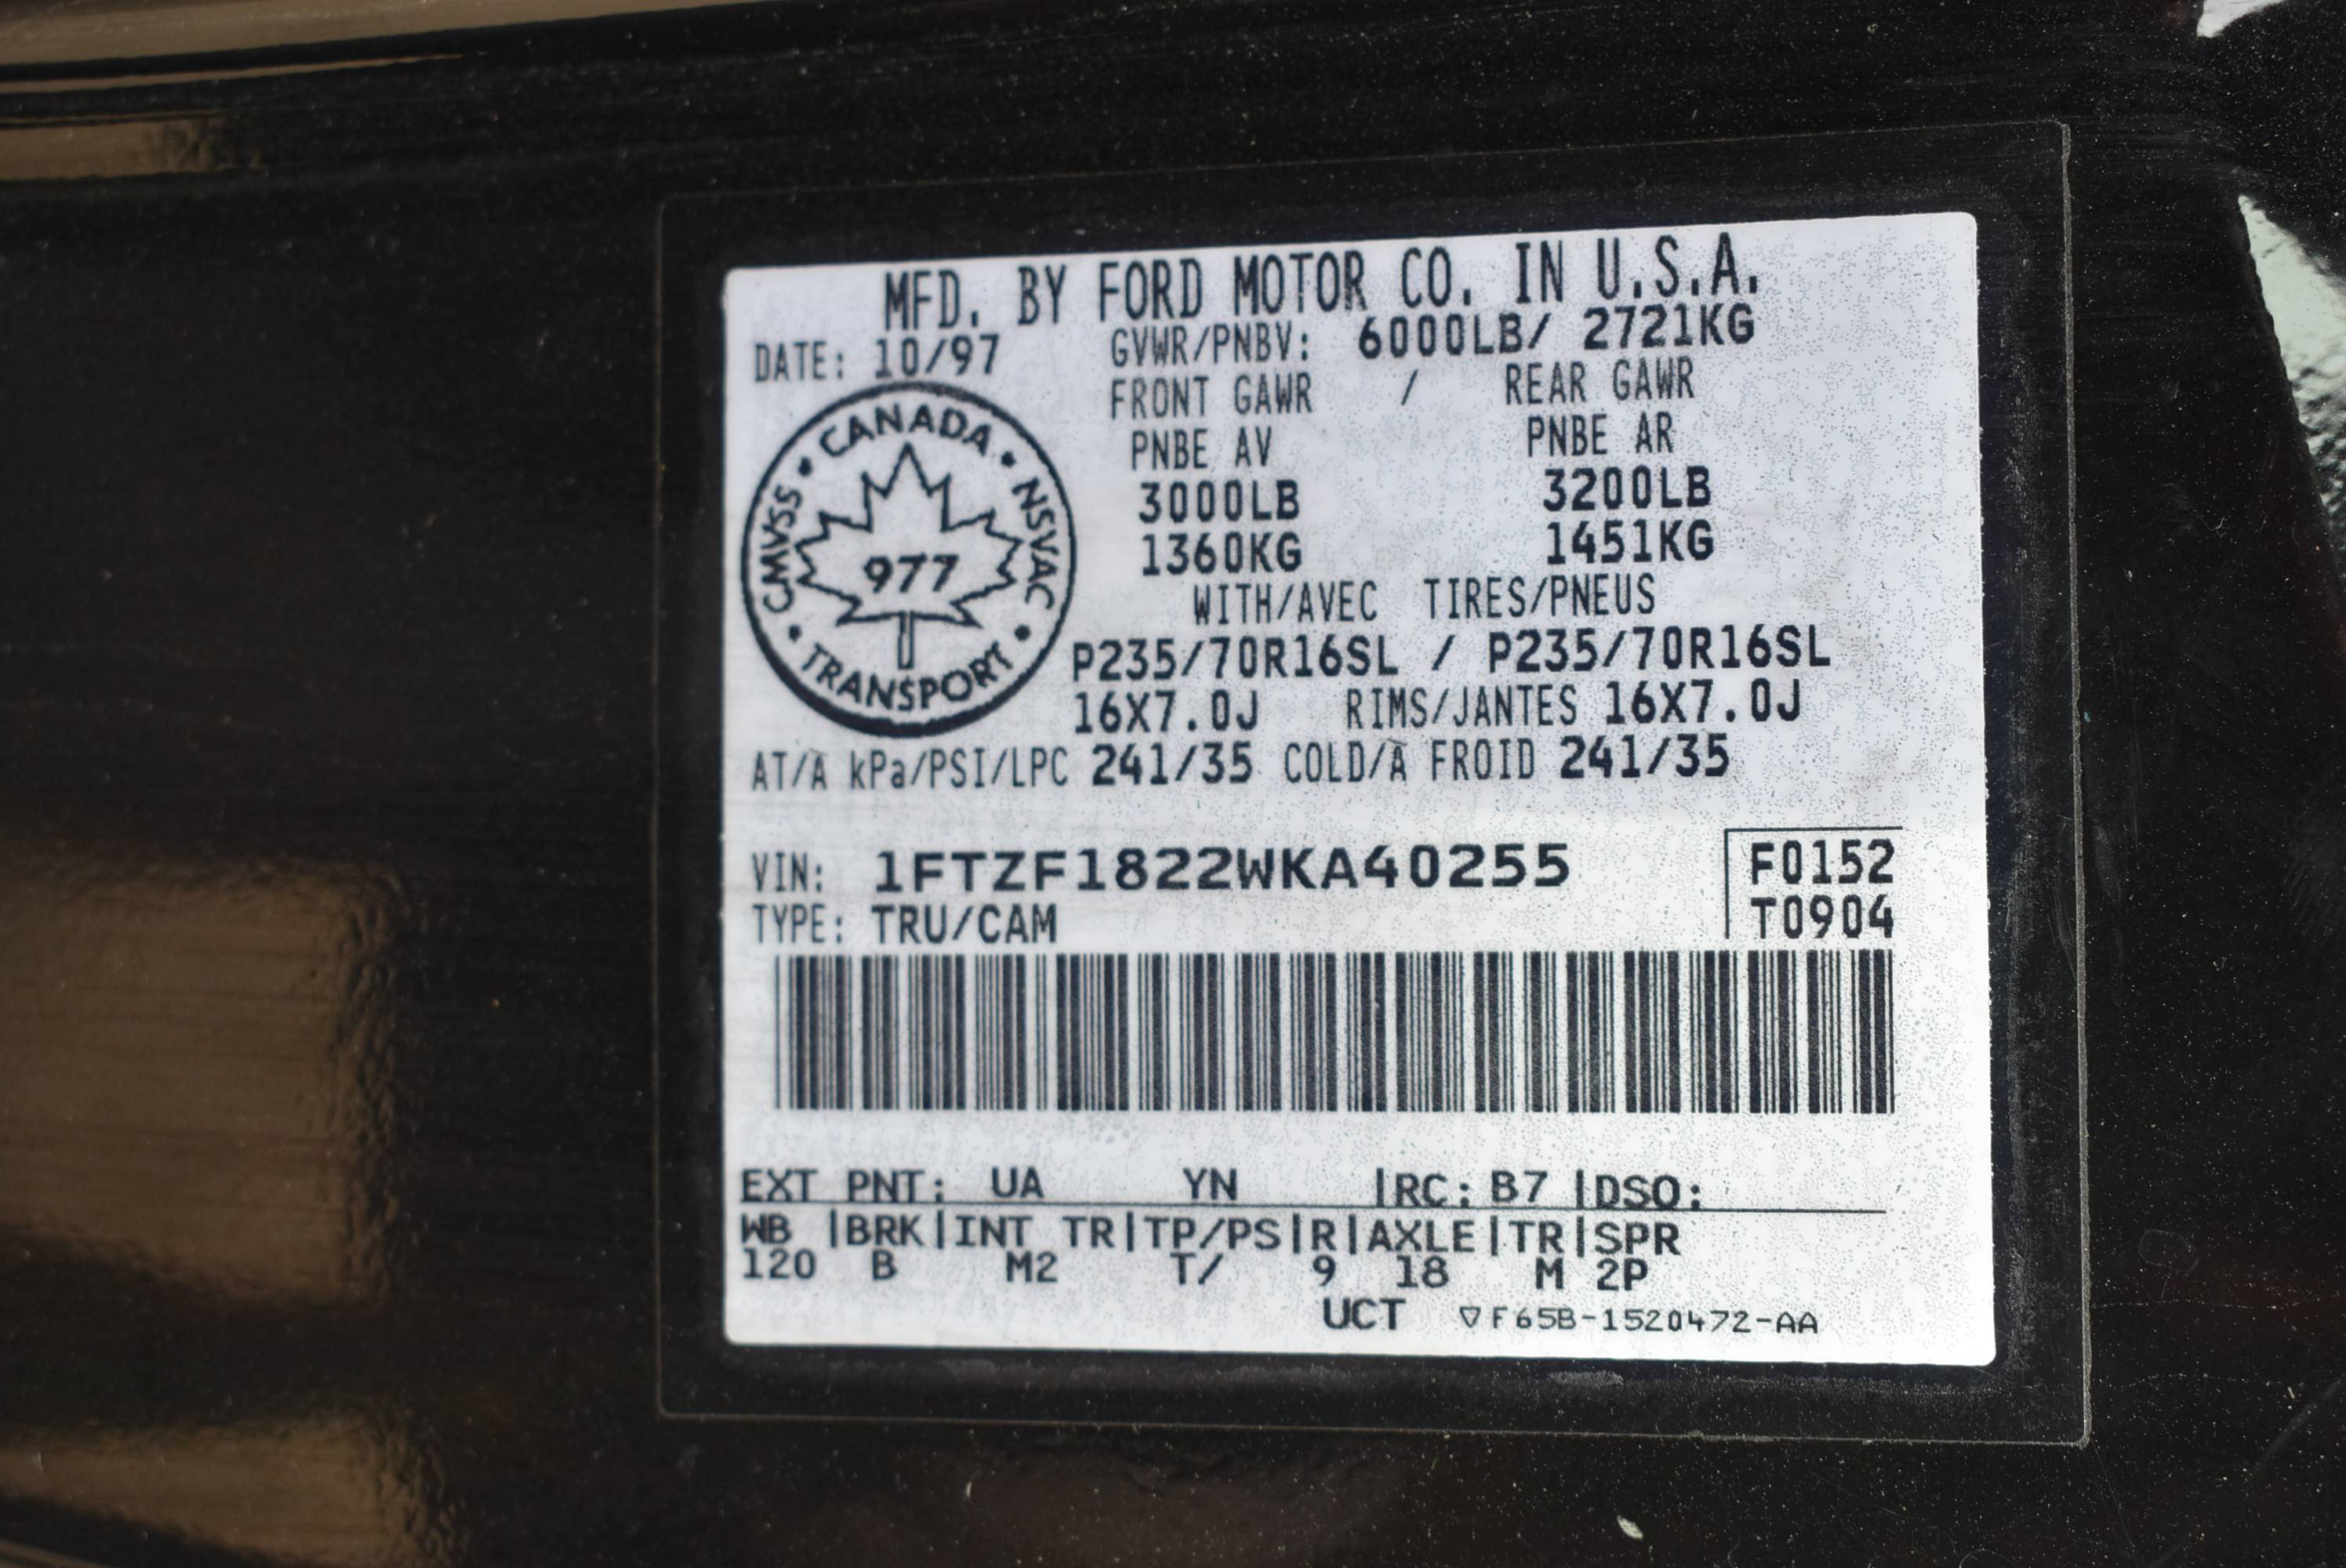 MFD. BY FORD MOTOR CO. IN U.S.A.
DATE: 10/97 GVWR/PNBV: 6000LB/ 2721KG
FRONT GAWR / REAR GAWR
PNBE AV PNBE AR
3000LB 3200LB
1360KG 1451KG
CANADA • NSVAC • TRANSPORT • CMVSS •
977
WITH/AVEC TIRES/PNEUS
P235/70R16SL / P235/70R16SL
16X7.0J RIMS/JANTES 16X7.0J
AT/À kPa/PSI/LPC 241/35 COLD/À FROID 241/35
VIN: 1FTZF1822WKA40255 F0152
TYPE: TRU/CAM T0904
EXT PNT: UA YN |RC: B7 |DSO:
WB |BRK|INT TR|TP/PS|R|AXLE|TR|SPR
120 B M2 T/ 9 18 M 2P
UCT ▽F65B-1520472-AA